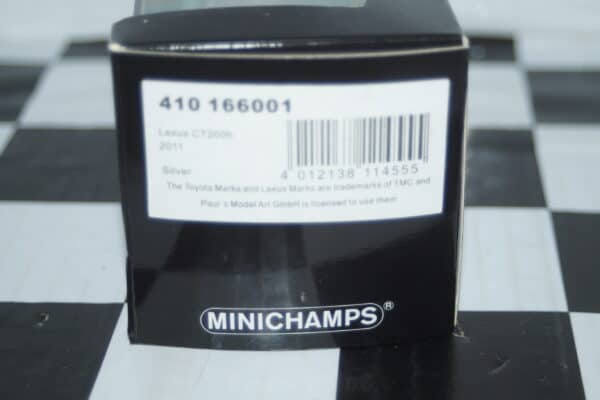 410 166001
Lexus CT200h
2011
Silver
4 012138 114555
The Toyota Marks and Lexus Marks are trademarks of TMC and
Paul´s Model Art GmbH is licensed to use them
MINICHAMPS®